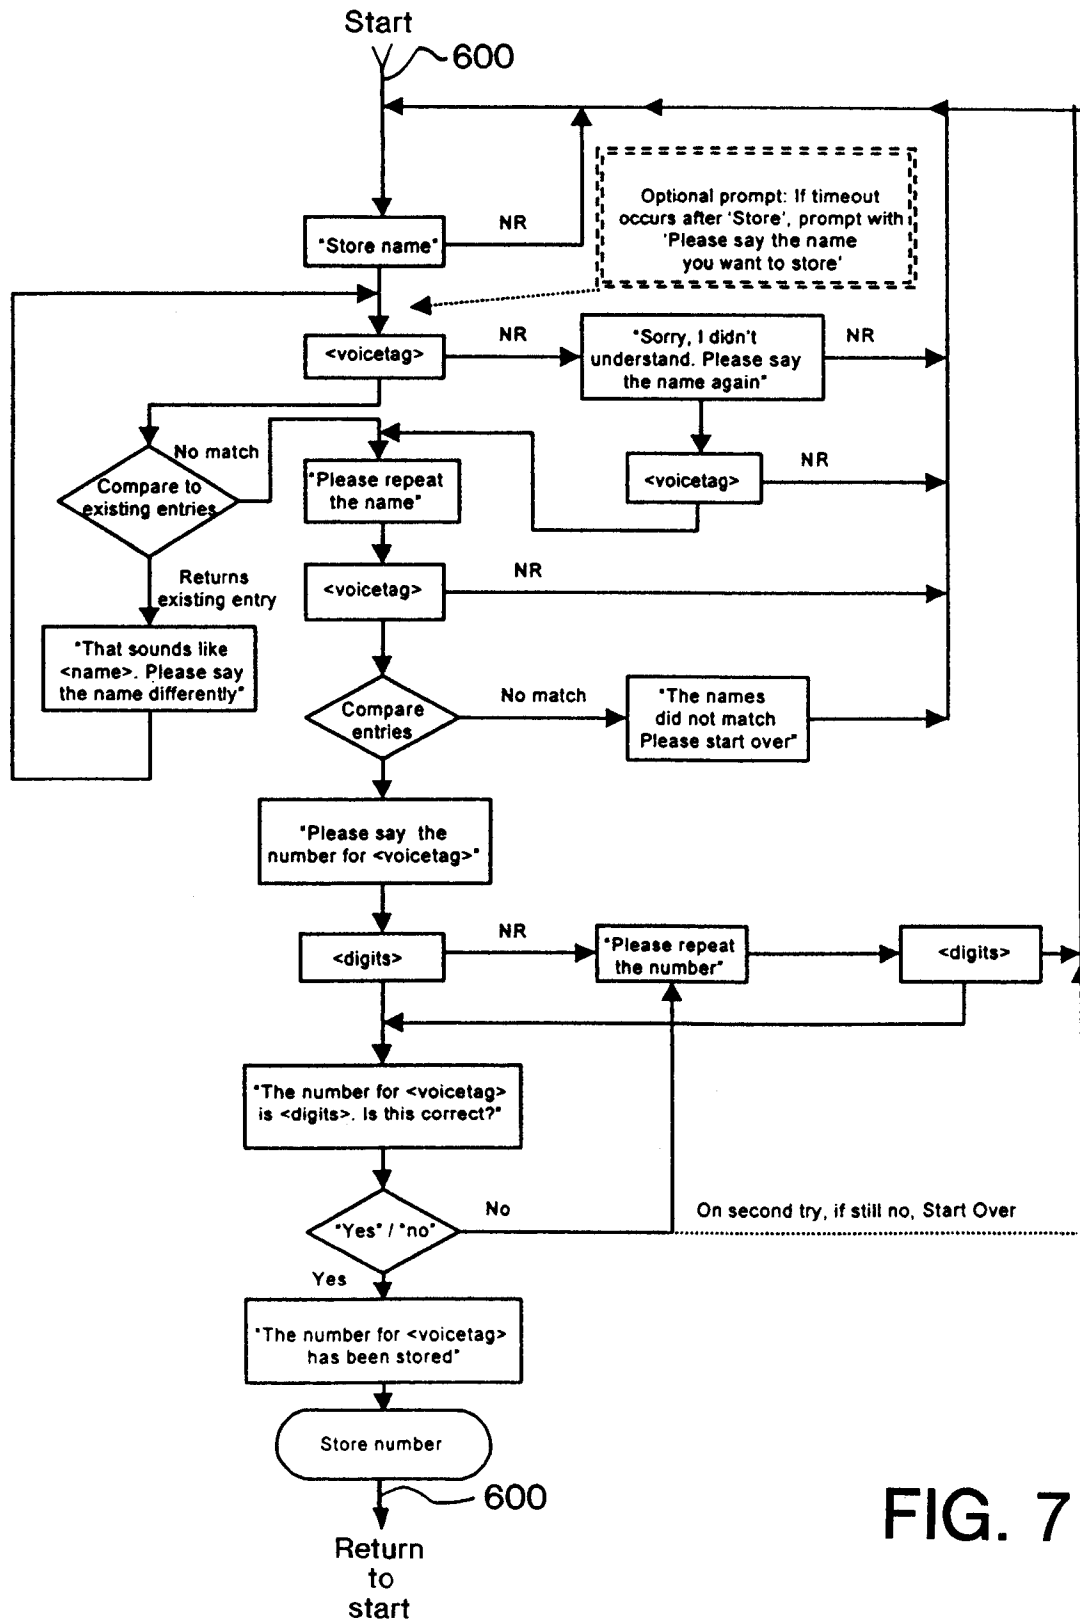 Start
600
"Store name"
NR
Optional prompt: If timeout
occurs after 'Store', prompt with
'Please say the name
you want to store'
<voicetag>
NR
"Sorry, I didn't
understand. Please say
the name again"
NR
No match
Compare to
existing entries
"Please repeat
the name"
<voicetag>
NR
Returns
existing entry
<voicetag>
NR
"That sounds like
<name>. Please say
the name differently"
Compare
entries
No match
"The names
did not match
Please start over"
"Please say the
number for <voicetag>"
<digits>
NR
"Please repeat
the number"
<digits>
"The number for <voicetag>
is <digits>. Is this correct?"
"Yes" / "no"
No
On second try, if still no, Start Over
Yes
"The number for <voicetag>
has been stored"
Store number
600
Return
to
start
FIG. 7